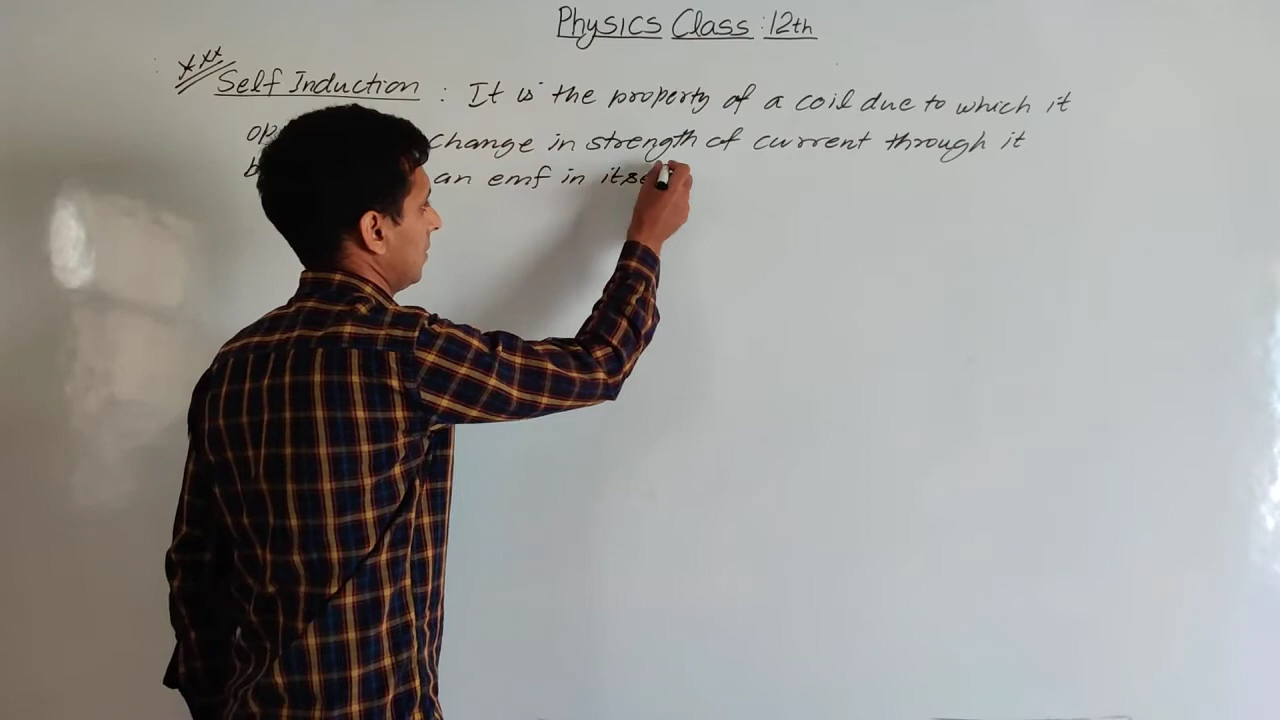 Physics Class : 12th
*** Self Induction : It is the property of a coil due to which it
change in strength of current through it
an emf in itse